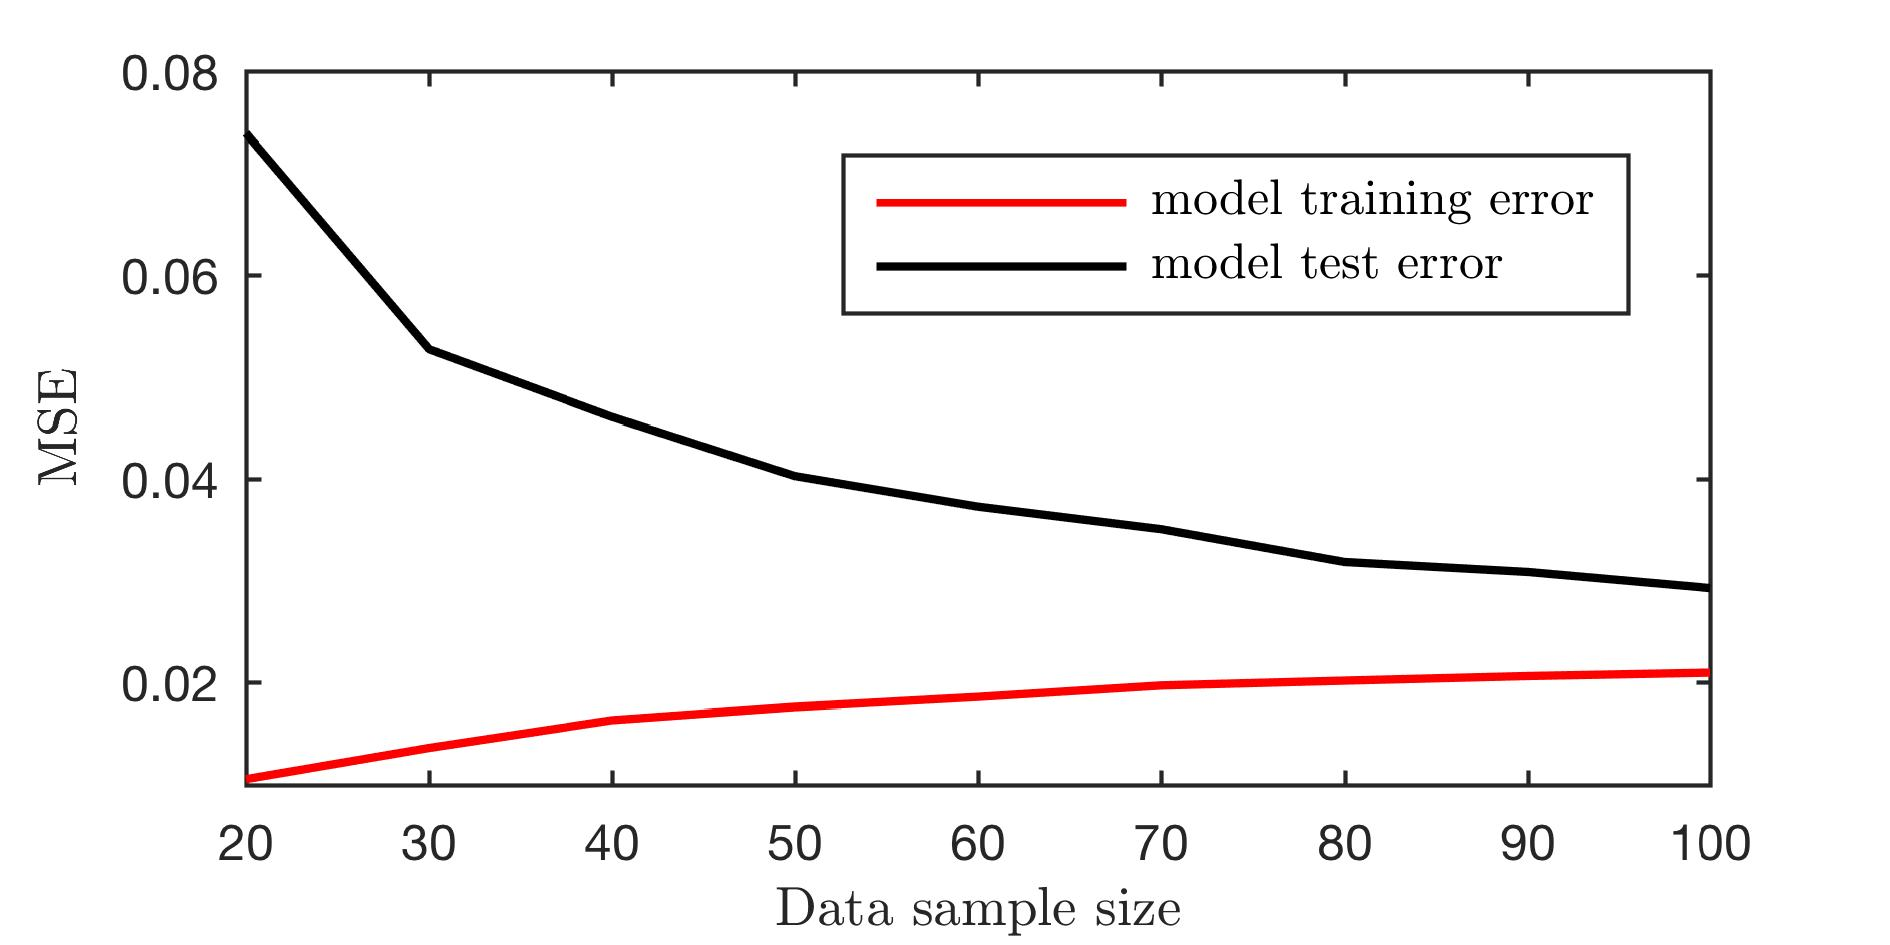 0.08
0.06
0.04
0.02
MSE
model training error
model test error
20 30 40 50 60 70 80 90 100
Data sample size